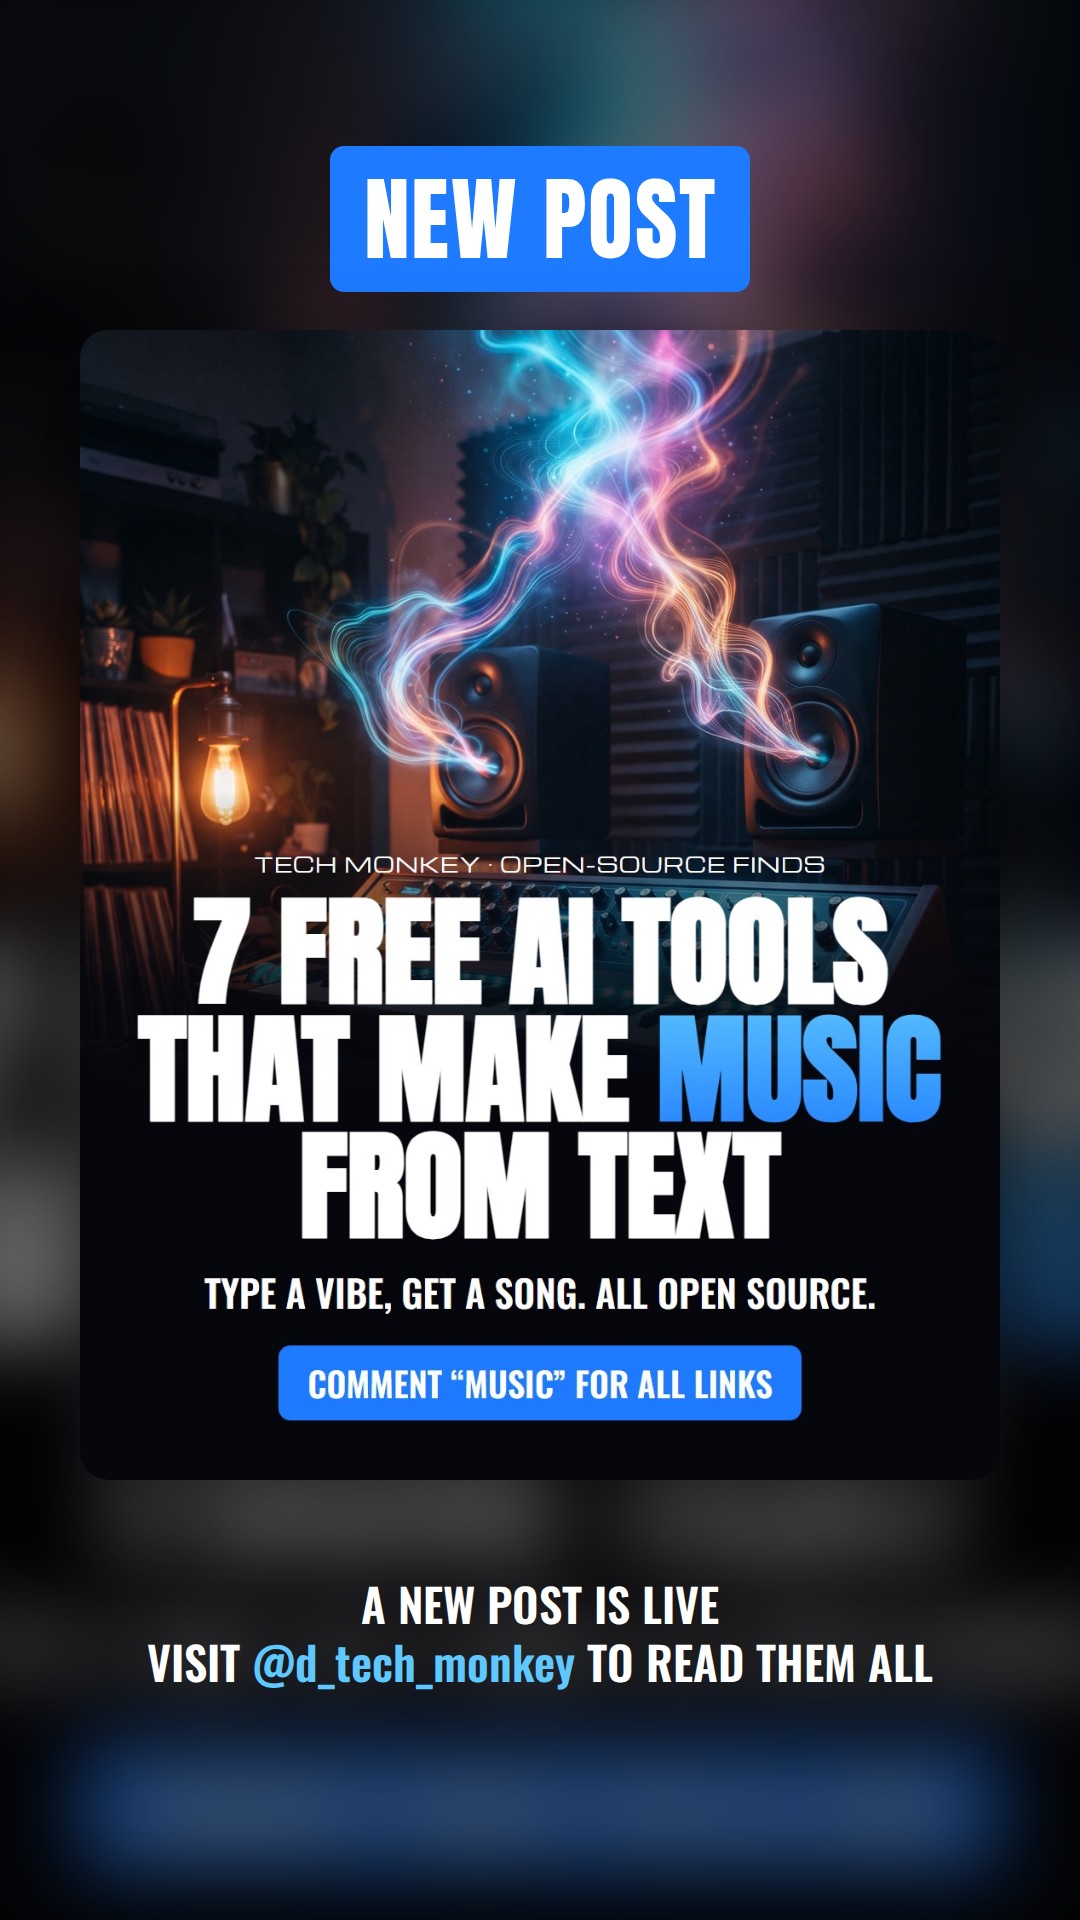 NEW POST
TECH MONKEY · OPEN-SOURCE FINDS
7 FREE AI TOOLS
THAT MAKE MUSIC
FROM TEXT
TYPE A VIBE, GET A SONG. ALL OPEN SOURCE.
COMMENT “MUSIC” FOR ALL LINKS
A NEW POST IS LIVE
VISIT @d_tech_monkey TO READ THEM ALL